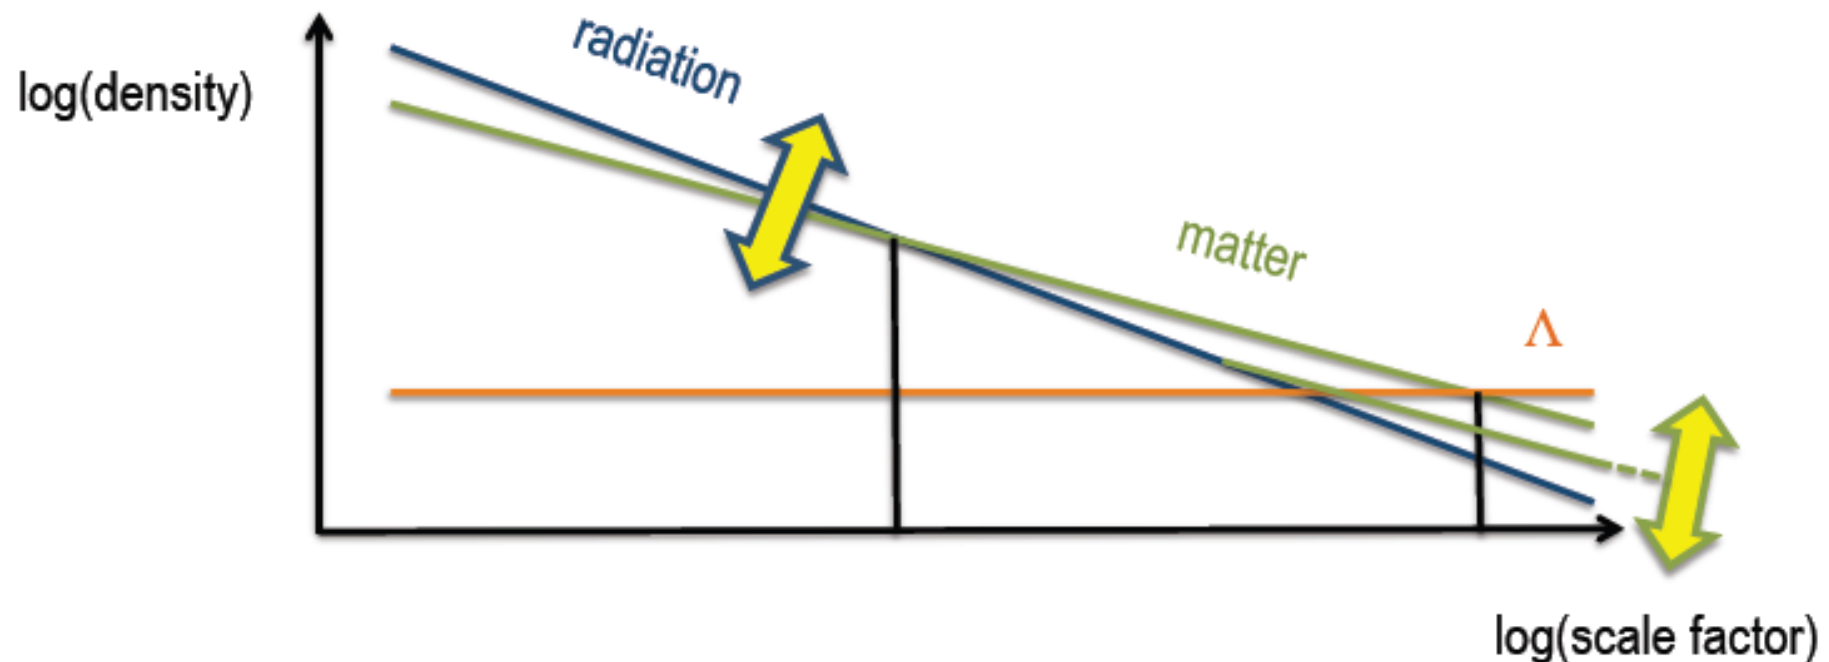 radiation
log(density)
matter
Λ
log(scale factor)